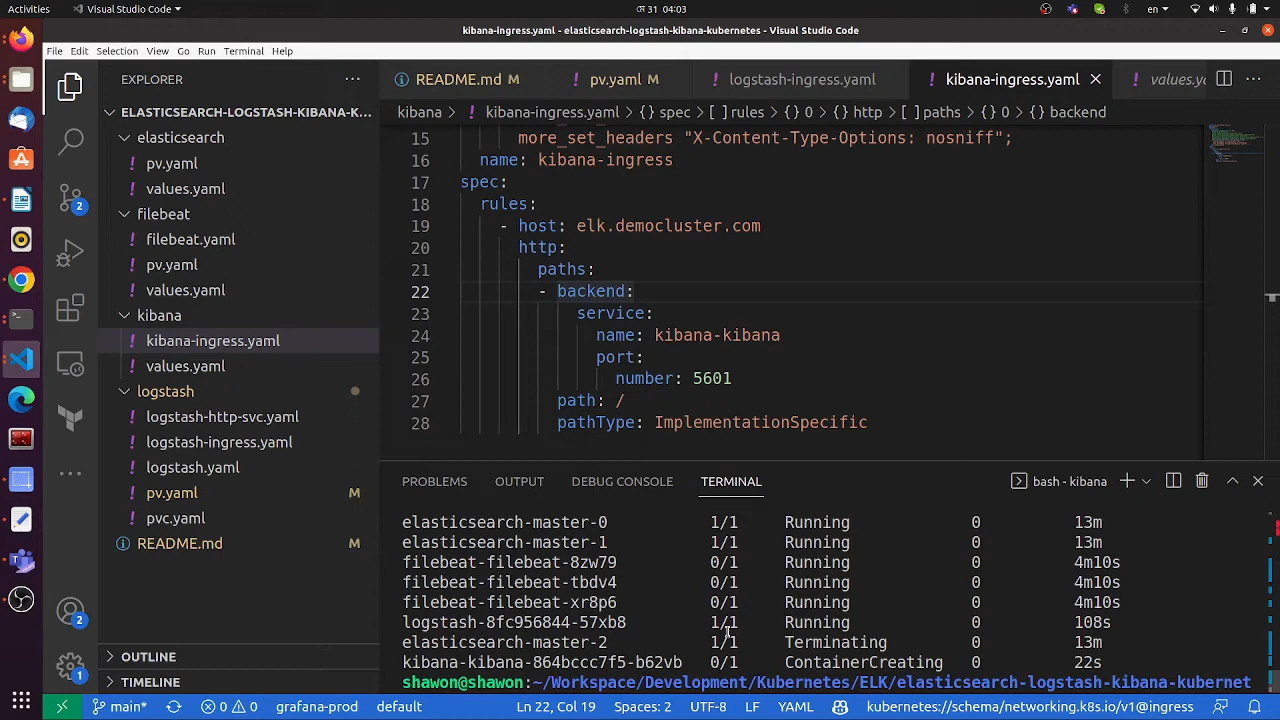 Activities
Visual Studio Code
শে 31 04:03
en
kibana-ingress.yaml - elasticsearch-logstash-kibana-kubernetes - Visual Studio Code
File Edit Selection View Go Run Terminal Help
EXPLORER
README.md M
pv.yaml M
logstash-ingress.yaml
kibana-ingress.yaml
values.yc
ELASTICSEARCH-LOGSTASH-KIBANA-K...
kibana > kibana-ingress.yaml > {} spec > [ ] rules > {} 0 > {} http > [ ] paths > {} 0 > {} backend
elasticsearch
pv.yaml
values.yaml
filebeat
filebeat.yaml
pv.yaml
values.yaml
kibana
kibana-ingress.yaml
values.yaml
logstash
logstash-http-svc.yaml
logstash-ingress.yaml
logstash.yaml
pv.yaml M
pvc.yaml
README.md M
OUTLINE
TIMELINE
2
2
1
15 more_set_headers "X-Content-Type-Options: nosniff";
16 name: kibana-ingress
17 spec:
18 rules:
19 - host: elk.democluster.com
20 http:
21 paths:
22 - backend:
23 service:
24 name: kibana-kibana
25 port:
26 number: 5601
27 path: /
28 pathType: ImplementationSpecific
PROBLEMS OUTPUT DEBUG CONSOLE TERMINAL
bash - kibana
elasticsearch-master-0 1/1 Running 0 13m
elasticsearch-master-1 1/1 Running 0 13m
filebeat-filebeat-8zw79 0/1 Running 0 4m10s
filebeat-filebeat-tbdv4 0/1 Running 0 4m10s
filebeat-filebeat-xr8p6 0/1 Running 0 4m10s
logstash-8fc956844-57xb8 1/1 Running 0 108s
elasticsearch-master-2 1/1 Terminating 0 13m
kibana-kibana-864bccc7f5-b62vb 0/1 ContainerCreating 0 22s
shawon@shawon:~/Workspace/Development/Kubernetes/ELK/elasticsearch-logstash-kibana-kubernet
main* 0 0 grafana-prod default Ln 22, Col 19 Spaces: 2 UTF-8 LF YAML kubernetes://schema/networking.k8s.io/v1@ingress